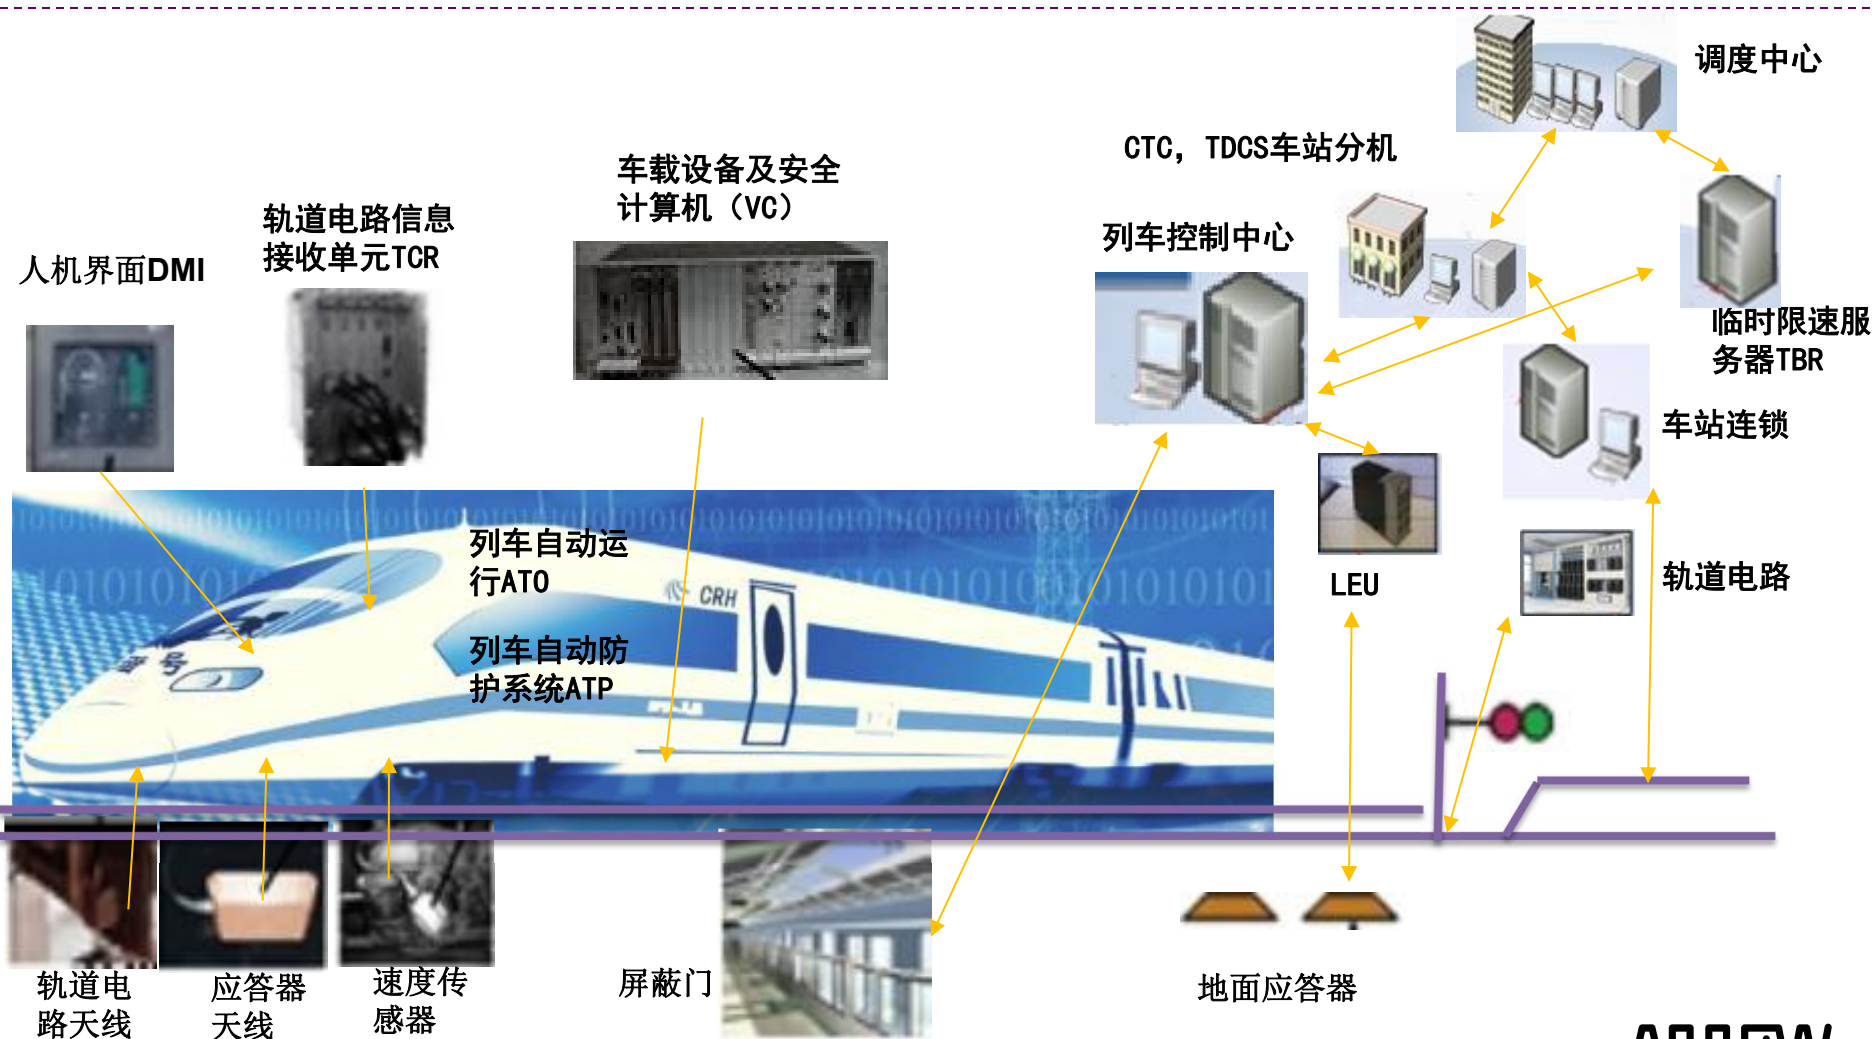 调度中心
CTC，TDCS车站分机
车载设备及安全
计算机（VC）
轨道电路信息
接收单元TCR
列车控制中心
人机界面DMI
临时限速服
务器TBR
车站连锁
列车自动运
行ATO
轨道电路
LEU
CRH
列车自动防
护系统ATP
轨道电
路天线
应答器
天线
速度传
感器
屏蔽门
地面应答器